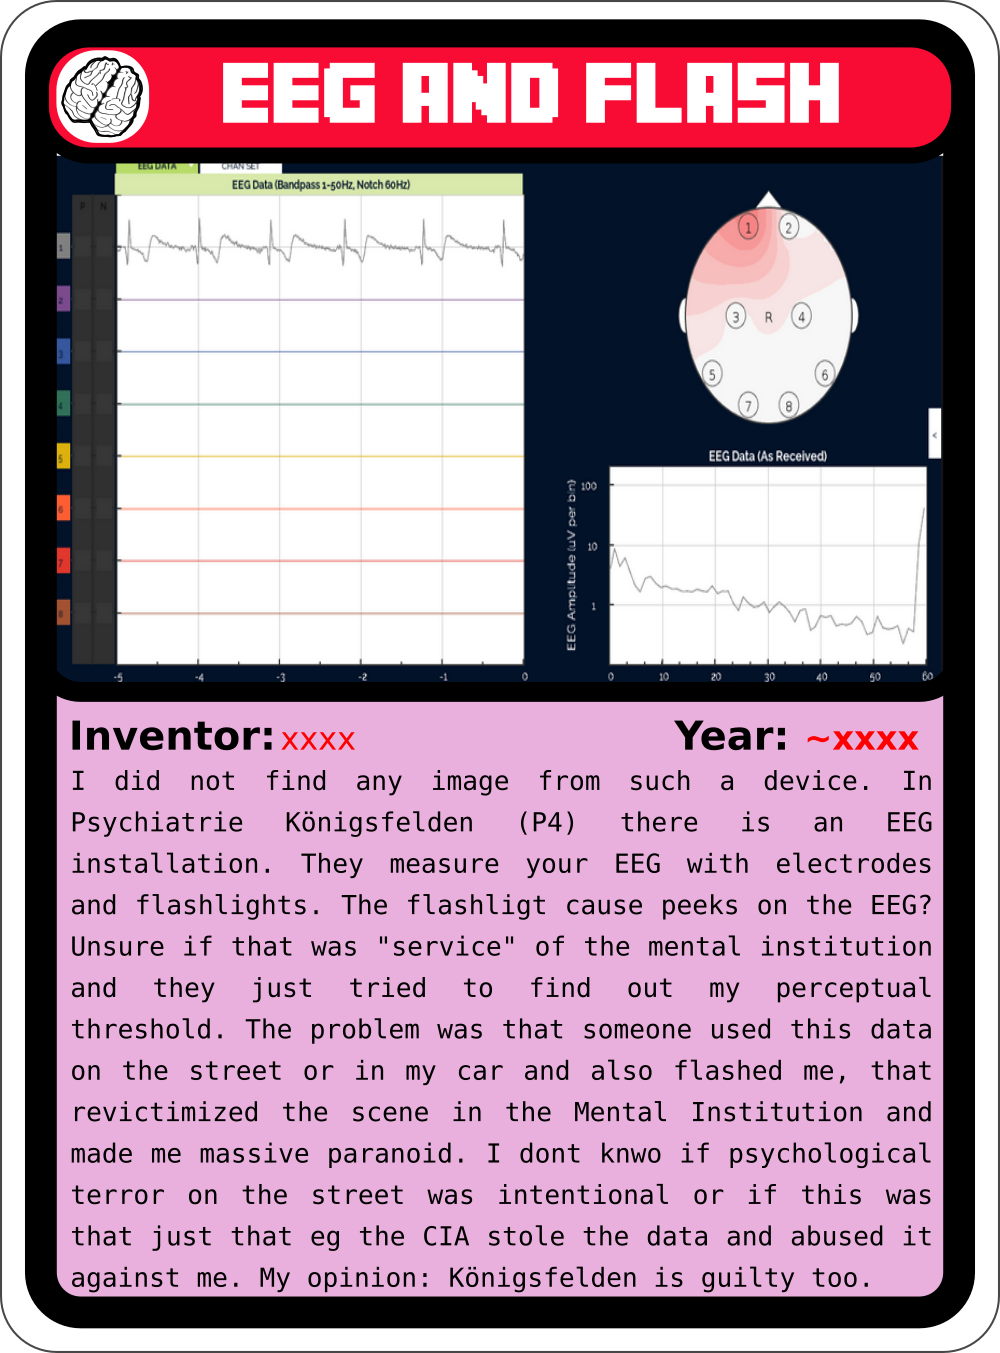 EEG AND FLASH
EEG DATA
CHAN SET
EEG Data (Bandpass 1-50Hz, Notch 60Hz)
P N
1
2
3
4
5
6
7
8
-5 -4 -3 -2 -1 0
1 2
3 R 4
5 6
7 8
<
EEG Data (As Received)
EEG Amplitude (uV per bin)
100
10
1
0 10 20 30 40 50 60
Inventor: xxxx Year: ~xxxx
I did not find any image from such a device. In
Psychiatrie Königsfelden (P4) there is an EEG
installation. They measure your EEG with electrodes
and flashlights. The flashligt cause peeks on the EEG?
Unsure if that was "service" of the mental institution
and they just tried to find out my perceptual
threshold. The problem was that someone used this data
on the street or in my car and also flashed me, that
revictimized the scene in the Mental Institution and
made me massive paranoid. I dont knwo if psychological
terror on the street was intentional or if this was
that just that eg the CIA stole the data and abused it
against me. My opinion: Königsfelden is guilty too.